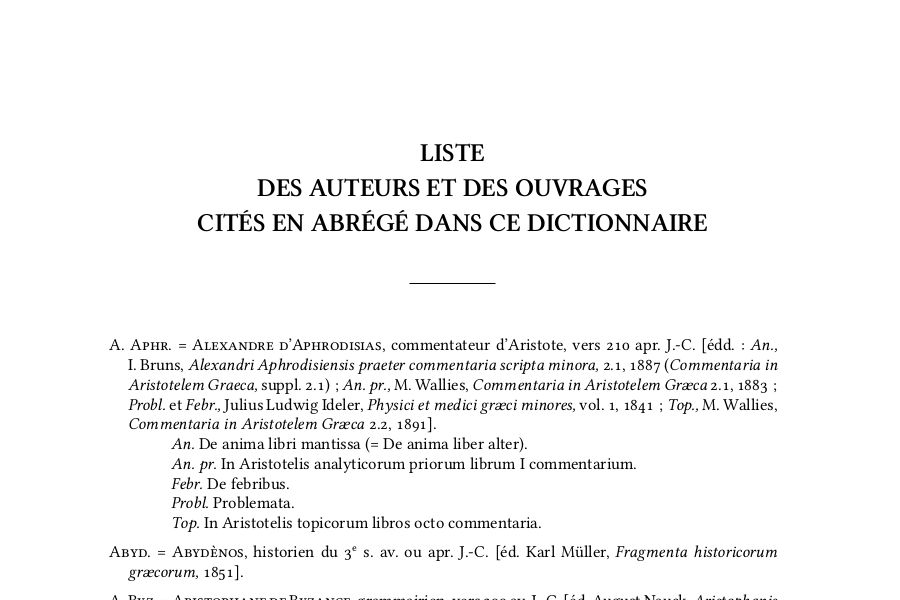 LISTE
DES AUTEURS ET DES OUVRAGES
CITÉS EN ABRÉGÉ DANS CE DICTIONNAIRE
A. Aphr. = Alexandre d’Aphrodisias, commentateur d’Aristote, vers 210 apr. J.-C. [édd. : An.,
I. Bruns, Alexandri Aphrodisiensis praeter commentaria scripta minora, 2.1, 1887 (Commentaria in
Aristotelem Graeca, suppl. 2.1) ; An. pr., M. Wallies, Commentaria in Aristotelem Græca 2.1, 1883 ;
Probl. et Febr., Julius Ludwig Ideler, Physici et medici græci minores, vol. 1, 1841 ; Top., M. Wallies,
Commentaria in Aristotelem Græca 2.2, 1891].
An. De anima libri mantissa (= De anima liber alter).
An. pr. In Aristotelis analyticorum priorum librum I commentarium.
Febr. De febribus.
Probl. Problemata.
Top. In Aristotelis topicorum libros octo commentaria.
Abyd. = Abydènos, historien du 3e s. av. ou apr. J.-C. [éd. Karl Müller, Fragmenta historicorum
græcorum, 1851].